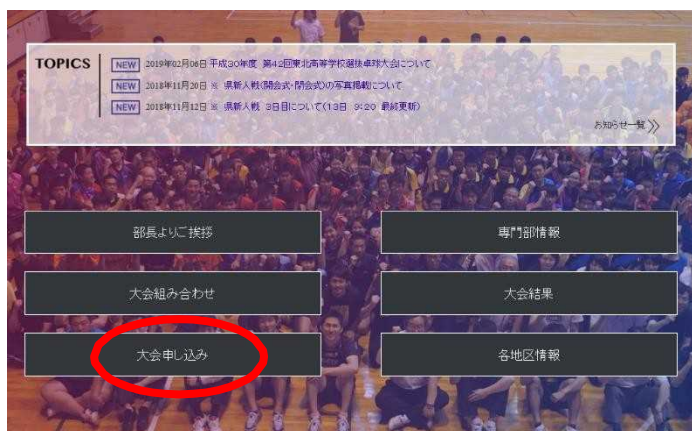 TOPICS
NEW 2019年02月06日 平成30年度 第42回東北高等学校選抜卓球大会について
NEW 2018年11月20日 ※ 県新人戦(開会式・閉会式)の写真掲載について
NEW 2018年11月12日 ※ 県新人戦 3日目について(13日 9:20 最終更新)
お知らせ一覧 》
部長よりご挨拶 専門部情報
大会組み合わせ 大会結果
大会申し込み 各地区情報